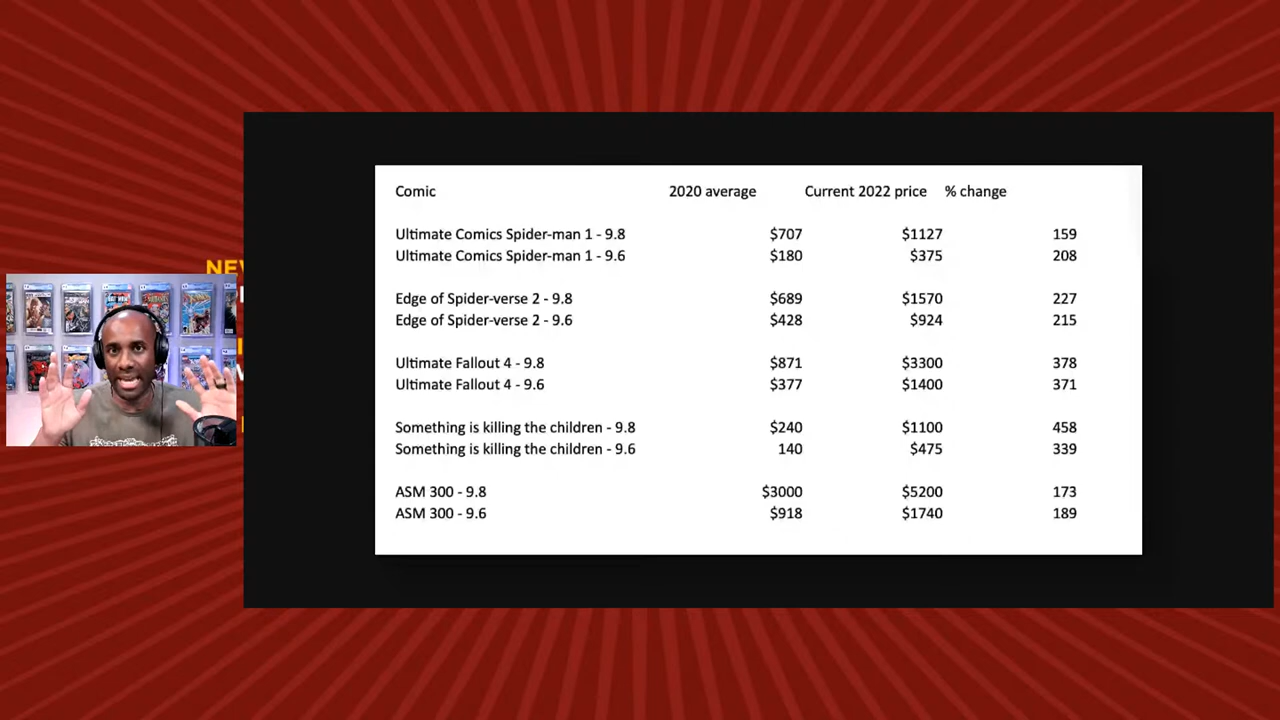 Comic 2020 average Current 2022 price % change
Ultimate Comics Spider-man 1 - 9.8 $707 $1127 159
Ultimate Comics Spider-man 1 - 9.6 $180 $375 208
Edge of Spider-verse 2 - 9.8 $689 $1570 227
Edge of Spider-verse 2 - 9.6 $428 $924 215
Ultimate Fallout 4 - 9.8 $871 $3300 378
Ultimate Fallout 4 - 9.6 $377 $1400 371
Something is killing the children - 9.8 $240 $1100 458
Something is killing the children - 9.6 140 $475 339
ASM 300 - 9.8 $3000 $5200 173
ASM 300 - 9.6 $918 $1740 189